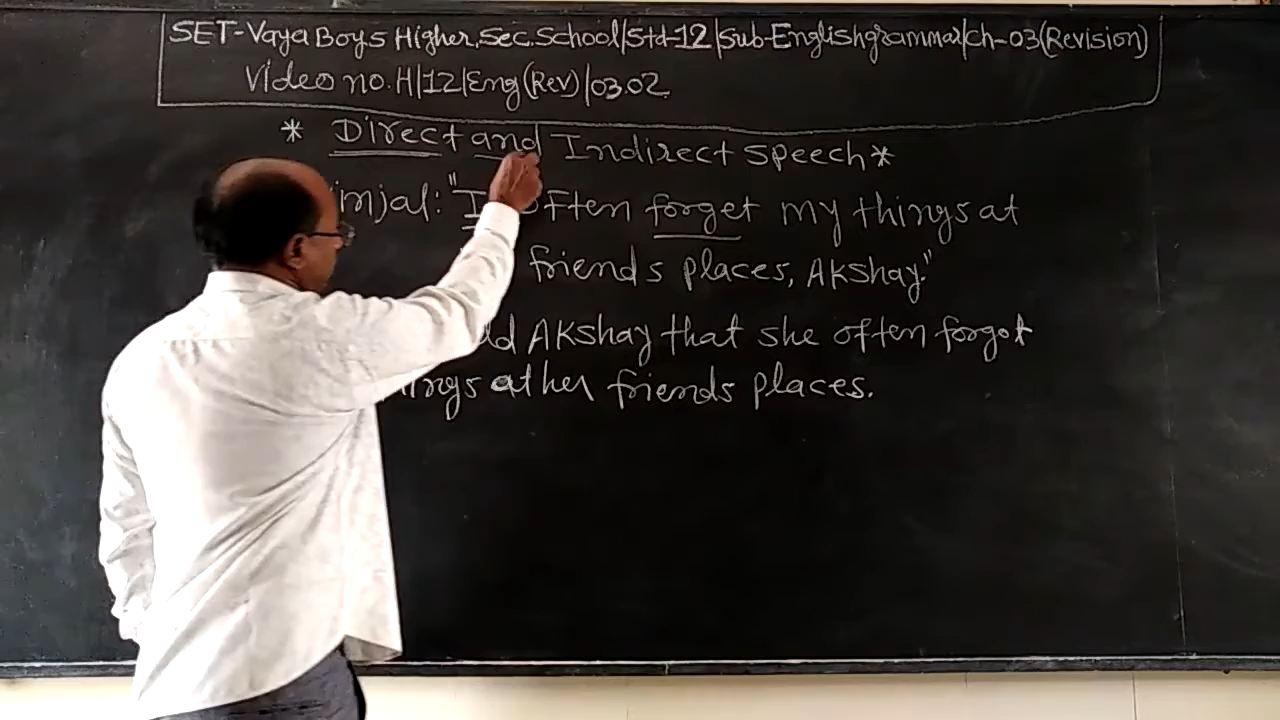 SET-Vaya Boys Higher.Sec.School|Std-12|Sub-Englishgrammar|Ch-03(Revision)
Video no.H|12|Eng(Rev)|03.02.
* Direct and Indirect Speech *
"I often forget my things at
friends places, Akshay."
Akshay that she often forgot
at her friends places.